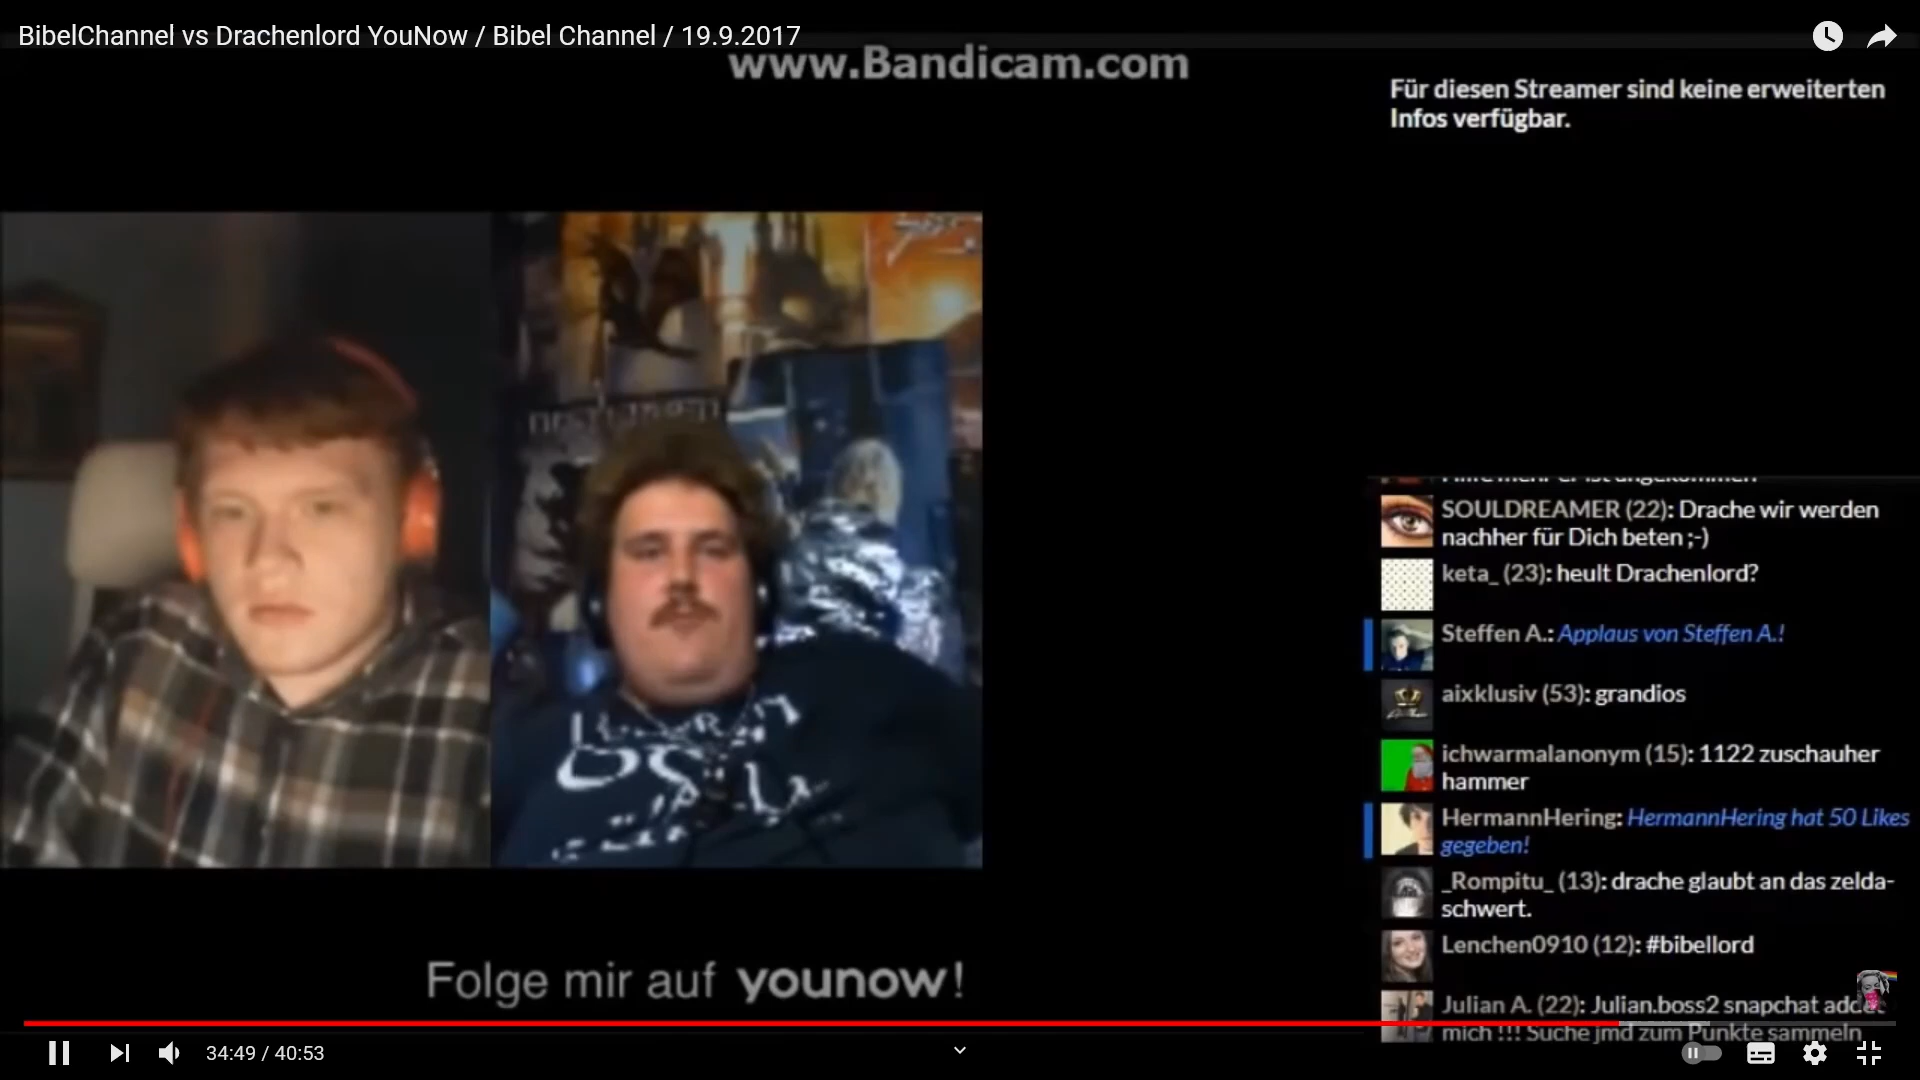 BibelChannel vs Drachenlord YouNow / Bibel Channel / 19.9.2017
www.Bandicam.com
Für diesen Streamer sind keine erweiterten
Infos verfügbar.
SOULDREAMER (22): Drache wir werden
nachher für Dich beten ;-)
keta_ (23): heult Drachenlord?
Steffen A.: Applaus von Steffen A.!
aixklusiv (53): grandios
ichwarmalanonym (15): 1122 zuschauher
hammer
HermannHering: HermannHering hat 50 Likes
gegeben!
_Rompitu_ (13): drache glaubt an das zelda-
schwert.
Lenchen0910 (12): #bibellord
Julian A. (22): Julian.boss2 snapchat
mich !!! Suche jmd zum Punkte sammeln
Folge mir auf younow!
34:49 / 40:53